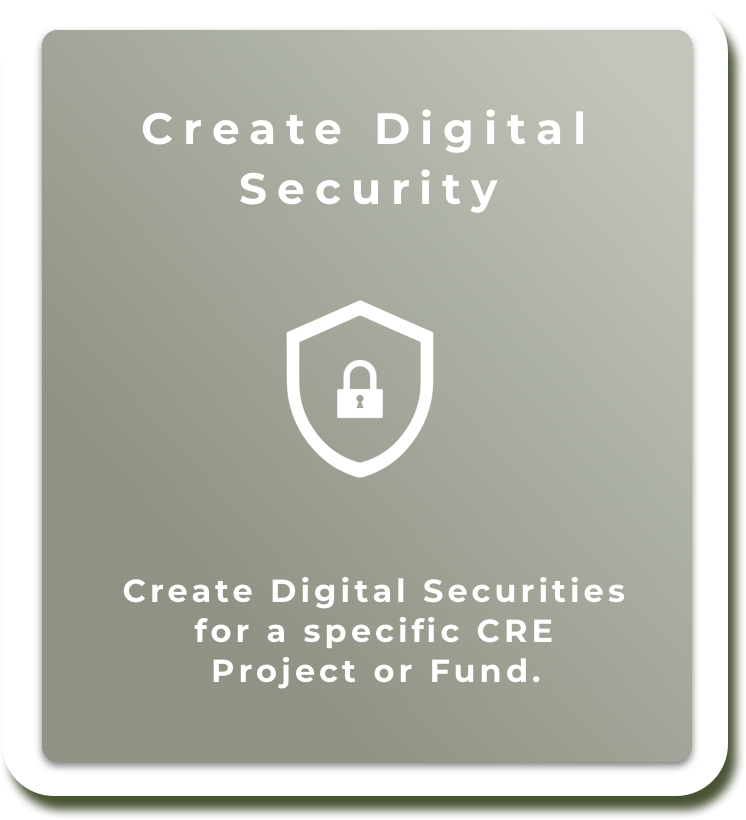 Create Digital
Security
Create Digital Securities
for a specific CRE
Project or Fund.